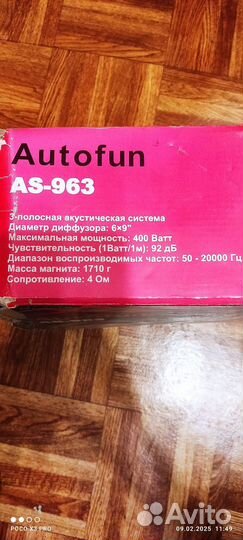 Autofun
AS-963
3-полосная акустическая система
Диаметр диффузора: 6×9"
Максимальная мощность: 400 Ватт
Чувствительность (1Ватт/1м): 92 дБ
Диапазон воспроизводимых частот: 50 - 20000 Гц
Масса магнита: 1710 г
Сопротивление: 4 Ом
POCO X3 PRO
09.02.2025 11:49
Avito